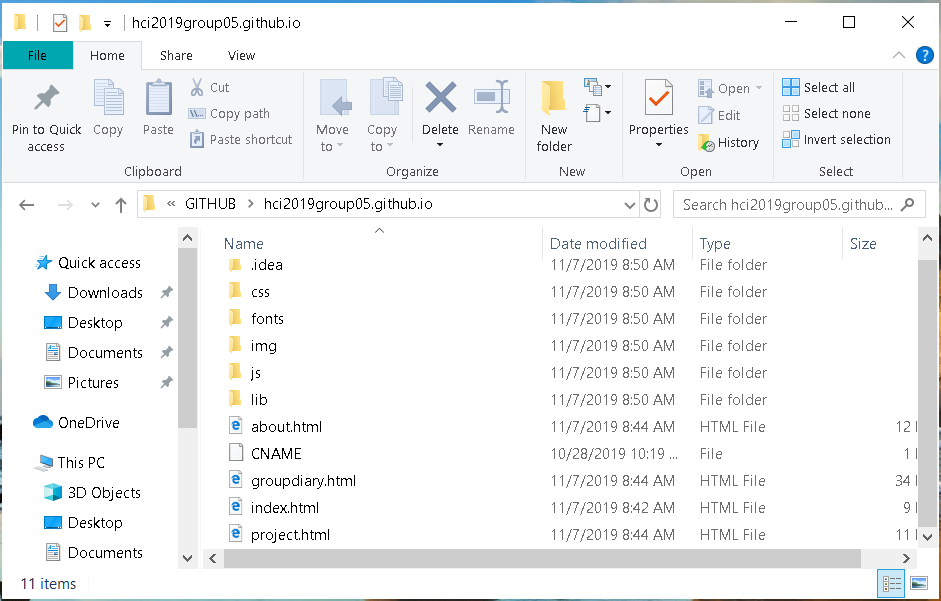 hci2019group05.github.io
File Home Share View
Pin to Quick access
Copy
Paste
Cut
Copy path
Paste shortcut
Clipboard
Move to
Copy to
Delete
Rename
Organize
New folder
New
Properties
Open
Edit
History
Open
Select all
Select none
Invert selection
Select
« GITHUB > hci2019group05.github.io
Search hci2019group05.github...
Quick access
Downloads
Desktop
Documents
Pictures
OneDrive
This PC
3D Objects
Desktop
Documents
Name Date modified Type Size
.idea 11/7/2019 8:50 AM File folder
css 11/7/2019 8:50 AM File folder
fonts 11/7/2019 8:50 AM File folder
img 11/7/2019 8:50 AM File folder
js 11/7/2019 8:50 AM File folder
lib 11/7/2019 8:50 AM File folder
about.html 11/7/2019 8:44 AM HTML File 12
CNAME 10/28/2019 10:19 ... File 1
groupdiary.html 11/7/2019 8:44 AM HTML File 34
index.html 11/7/2019 8:42 AM HTML File 9
project.html 11/7/2019 8:44 AM HTML File 11
11 items